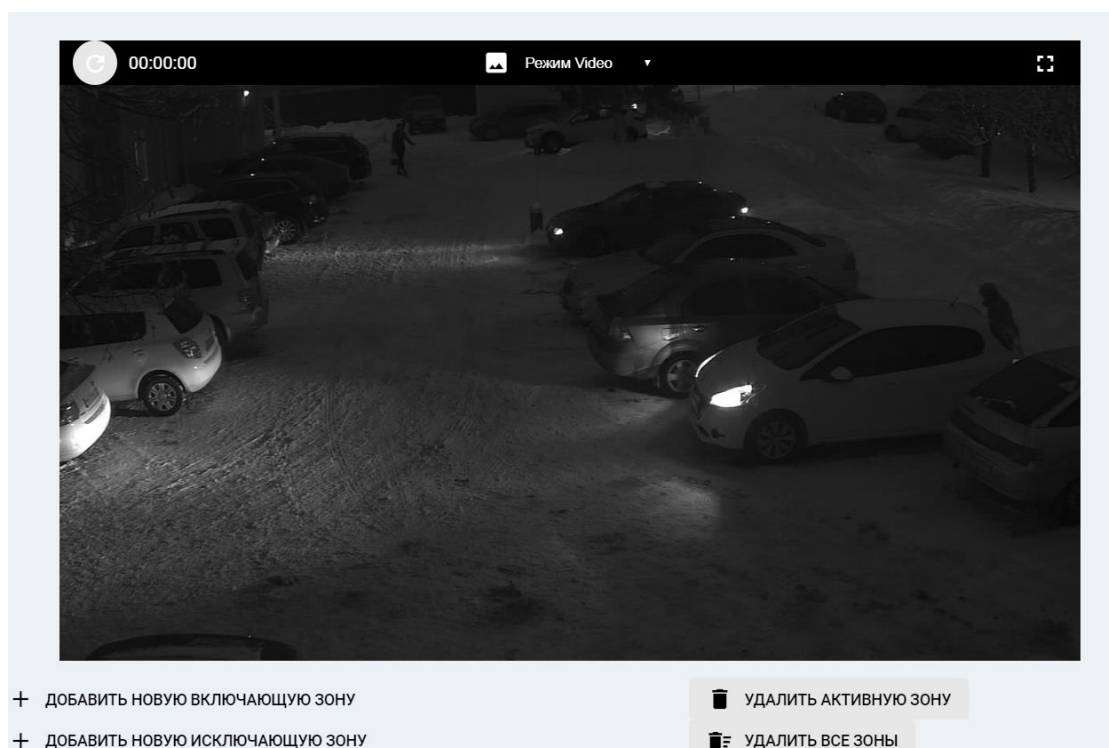 00:00:00 Режим Video
ДОБАВИТЬ НОВУЮ ВКЛЮЧАЮЩУЮ ЗОНУ УДАЛИТЬ АКТИВНУЮ ЗОНУ
ДОБАВИТЬ НОВУЮ ИСКЛЮЧАЮЩУЮ ЗОНУ УДАЛИТЬ ВСЕ ЗОНЫ